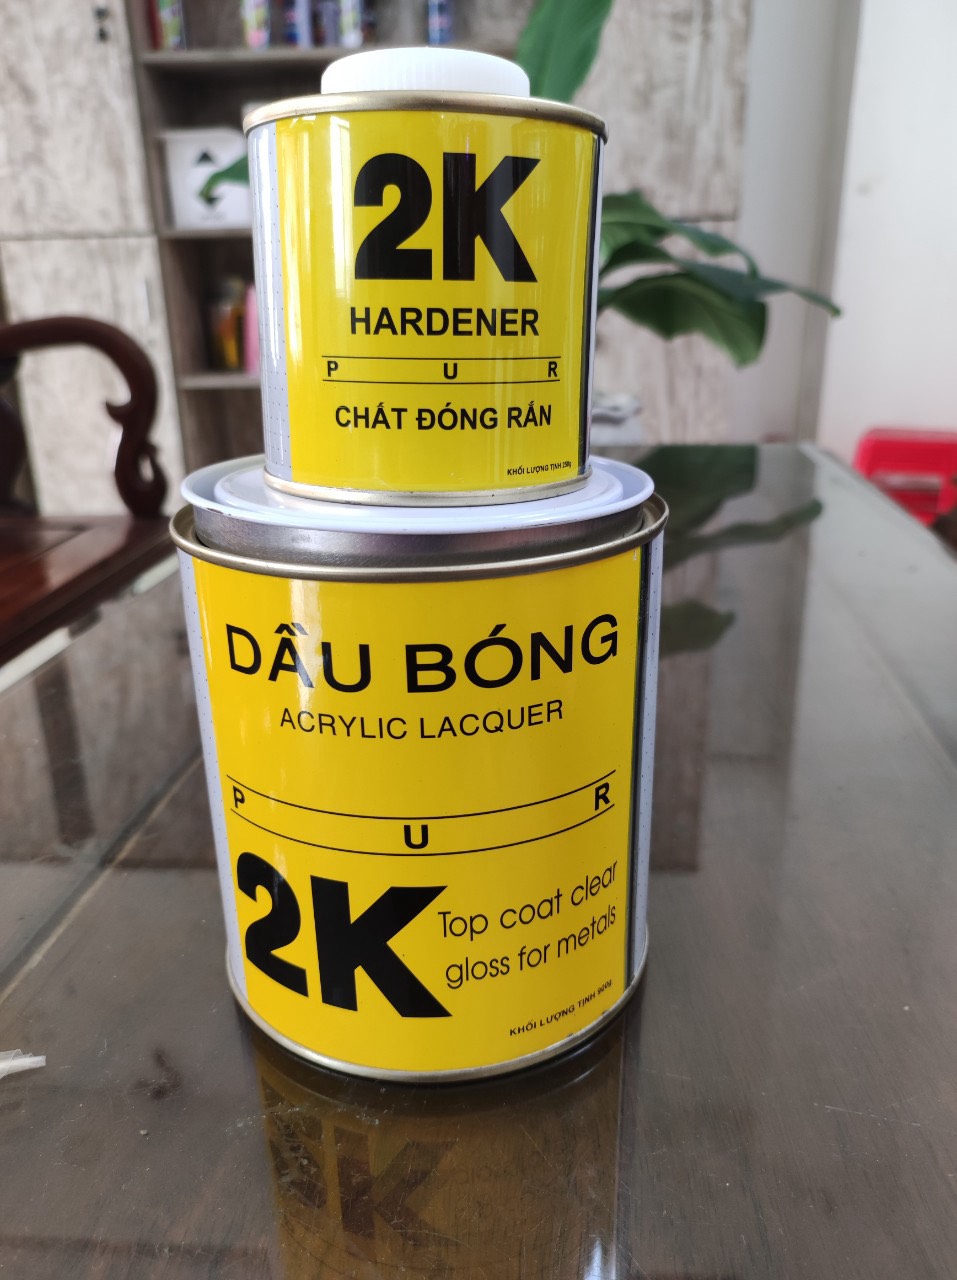 2K
HARDENER
P U R
CHẤT ĐÓNG RẮN
KHỐI LƯỢNG TỊNH 250g
DẦU BÓNG
ACRYLIC LACQUER
P U R
2K
Top coat clear
gloss for metals
KHỐI LƯỢNG TỊNH 900g